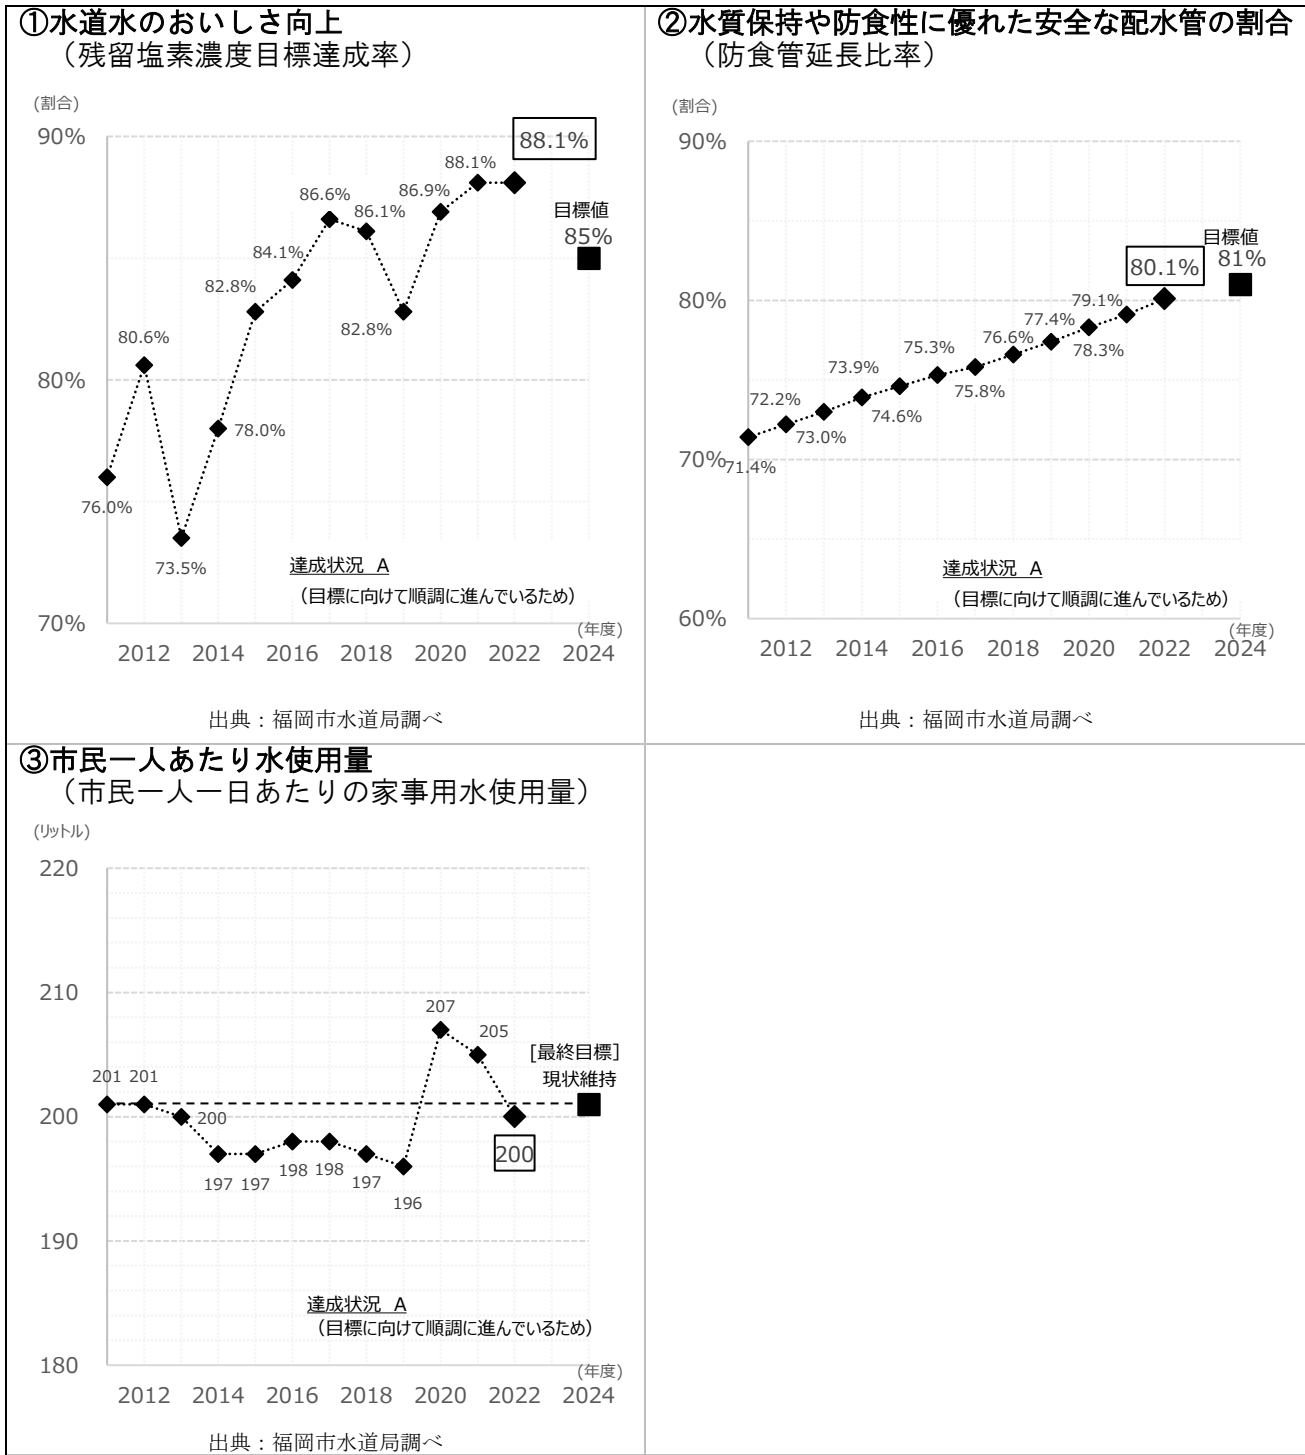 ①水道水のおいしさ向上
（残留塩素濃度目標達成率）
(割合)
90%
80%
70%
76.0%
80.6%
73.5%
78.0%
82.8%
84.1%
86.6%
86.1%
82.8%
86.9%
88.1%
88.1%
目標値
85%
達成状況 A
（目標に向けて順調に進んでいるため）
(年度)
2012 2014 2016 2018 2020 2022 2024
出典：福岡市水道局調べ
②水質保持や防食性に優れた安全な配水管の割合
（防食管延長比率）
(割合)
90%
80%
70%
60%
71.4%
72.2%
73.0%
73.9%
74.6%
75.3%
75.8%
76.6%
77.4%
78.3%
79.1%
80.1%
目標値
81%
達成状況 A
（目標に向けて順調に進んでいるため）
(年度)
2012 2014 2016 2018 2020 2022 2024
出典：福岡市水道局調べ
③市民一人あたり水使用量
（市民一人一日あたりの家事用水使用量）
(リットル)
220
210
200
190
180
201 201
200
197 197
198 198
197
196
207
205
200
[最終目標]
現状維持
達成状況 A
（目標に向けて順調に進んでいるため）
(年度)
2012 2014 2016 2018 2020 2022 2024
出典：福岡市水道局調べ